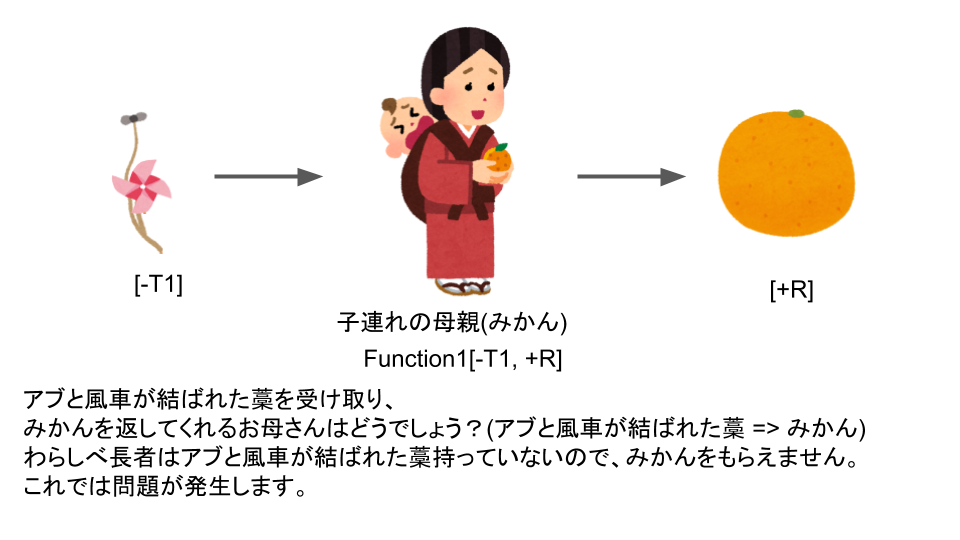 [-T1]
[+R]
子連れの母親(みかん)
Function1[-T1, +R]
アブと風車が結ばれた藁を受け取り、
みかんを返してくれるお母さんはどうでしょう？(アブと風車が結ばれた藁 => みかん)
わらしべ長者はアブと風車が結ばれた藁持っていないので、みかんをもらえません。
これでは問題が発生します。